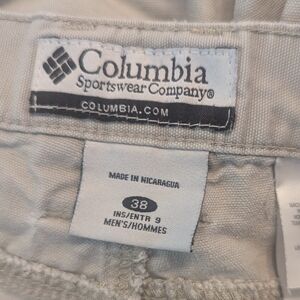 Columbia
Sportswear Company®
COLUMBIA.COM
MADE IN NICARAGUA
38
INS/ENTR 9
MEN'S/HOMMES